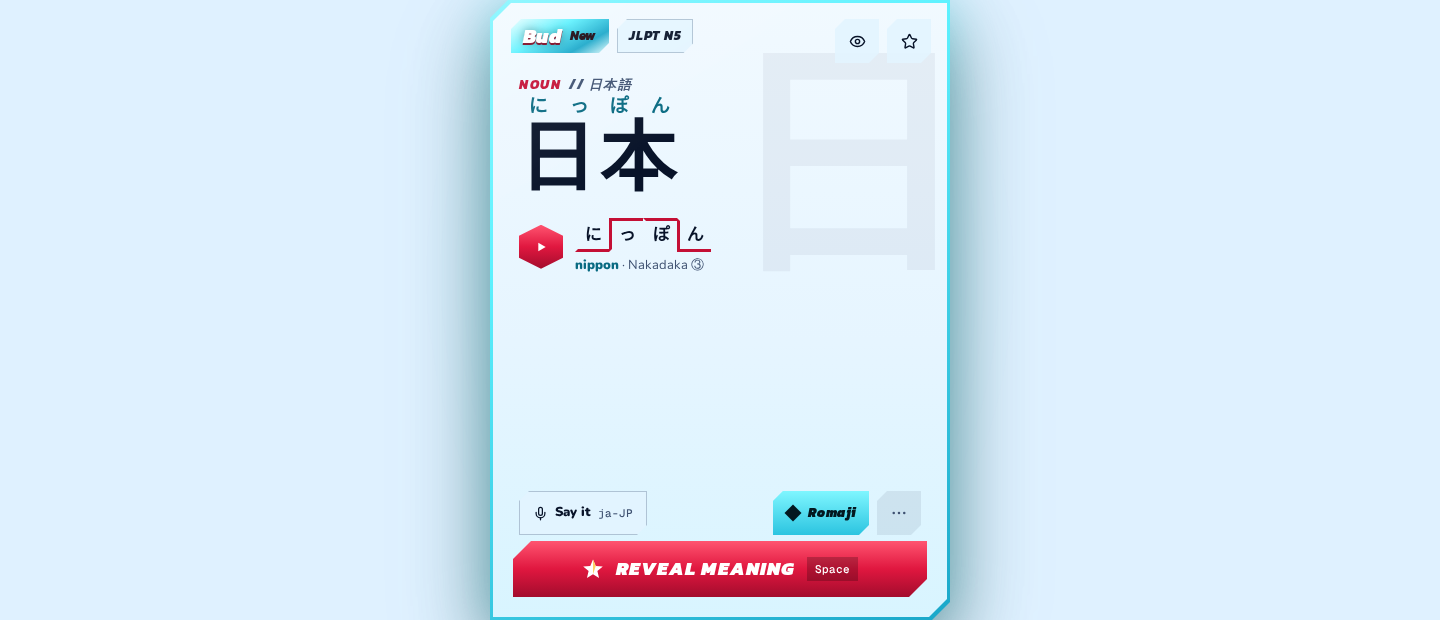 Bud New JLPT N5
NOUN // 日本語
にっぽん
日本
日
にっぽん
nippon · Nakadaka ③
Say it ja-JP Romaji ...
REVEAL MEANING Space